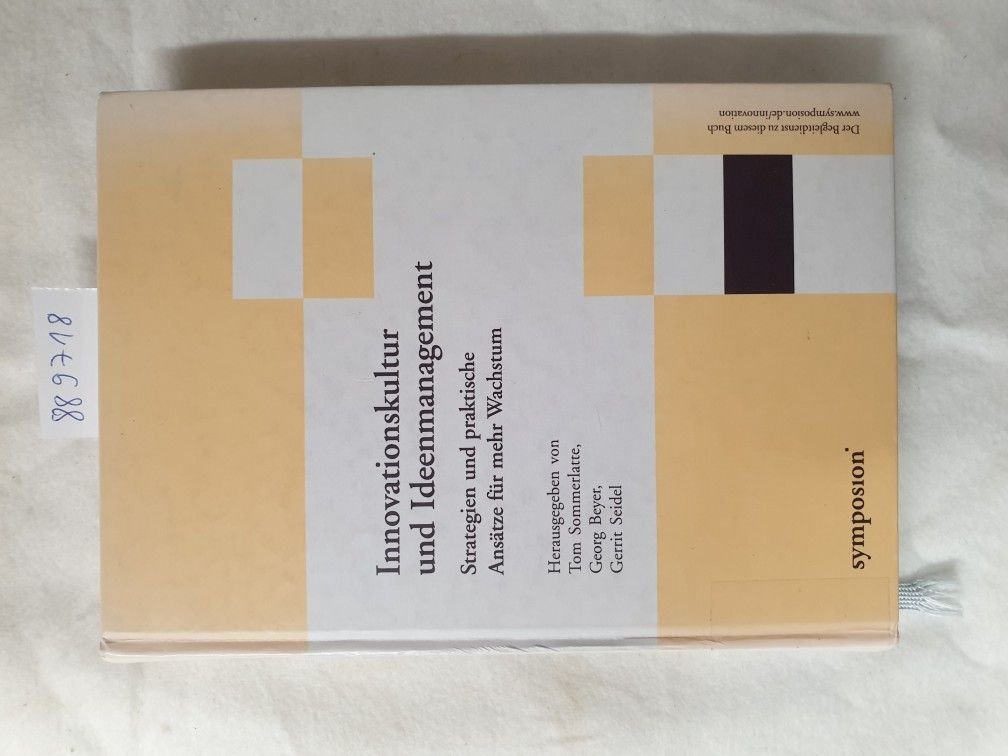 Innovationskultur
und Ideenmanagement
Strategien und praktische
Ansätze für mehr Wachstum
Herausgegeben von
Tom Sommerlatte,
Georg Beyer,
Gerrit Seidel
symposion
Der Begleitdienst zu diesem Buch
www.symposion.de/innovation
889718